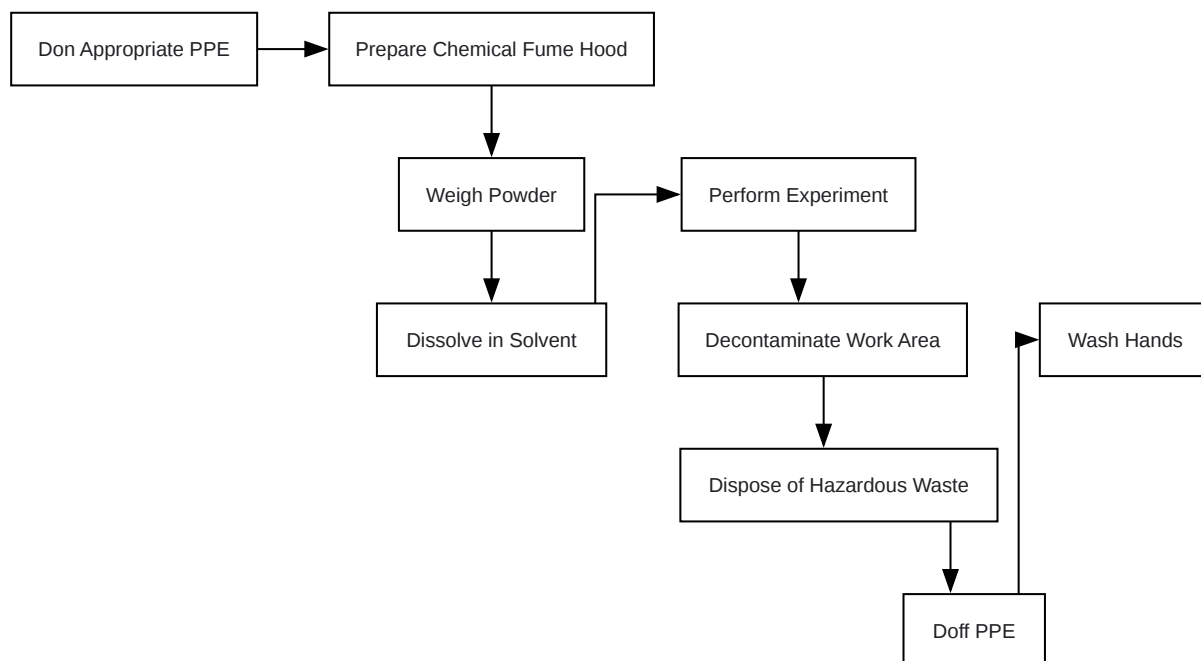 Don Appropriate PPE
Prepare Chemical Fume Hood
Weigh Powder
Perform Experiment
Dissolve in Solvent
Decontaminate Work Area
Wash Hands
Dispose of Hazardous Waste
Doff PPE